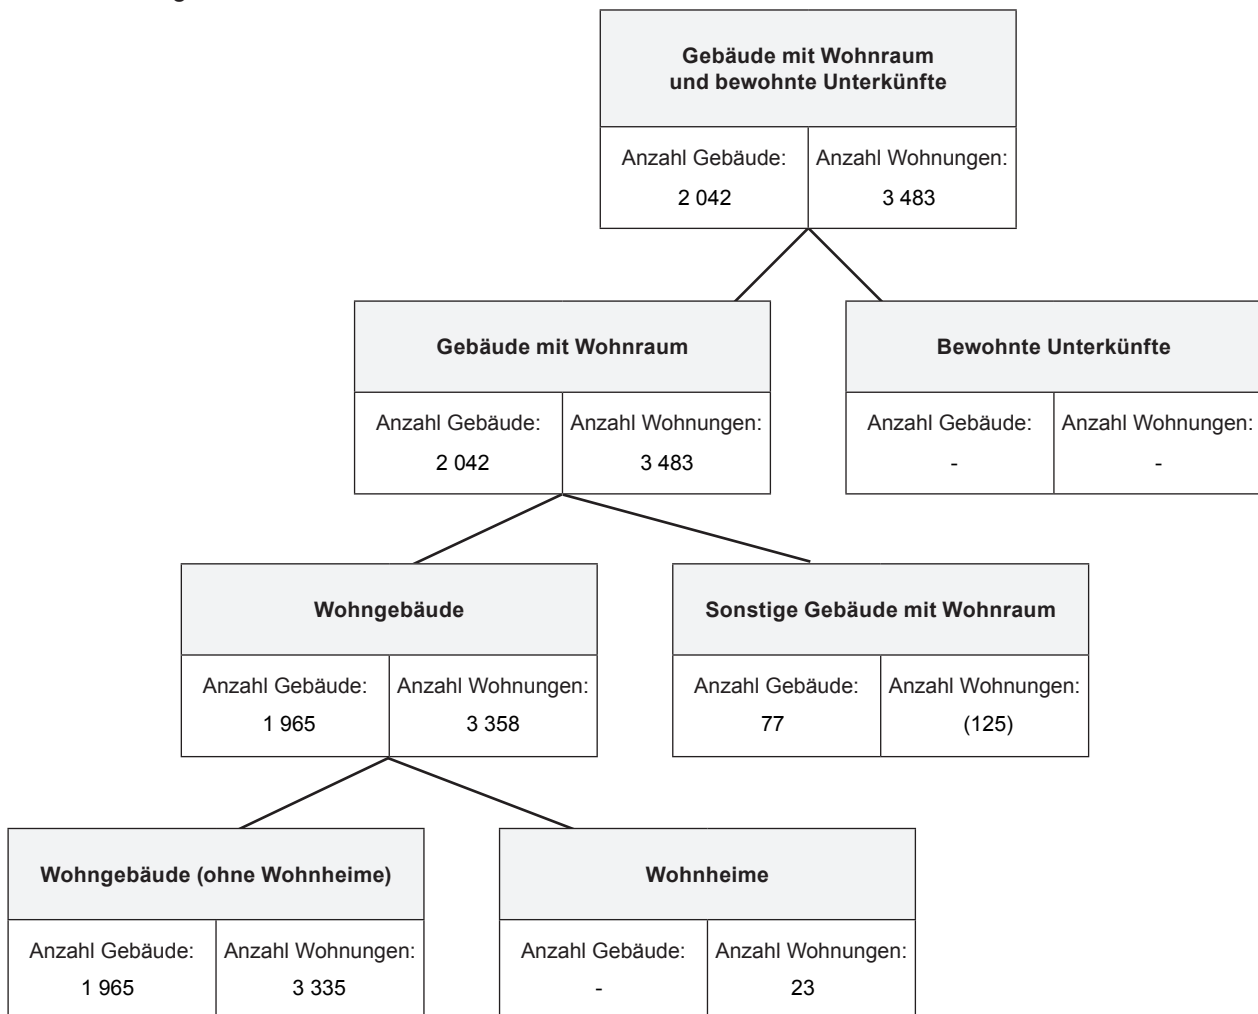 Gebäude mit Wohnraum
und bewohnte Unterkünfte
Anzahl Gebäude: Anzahl Wohnungen:
2 042 3 483
Gebäude mit Wohnraum Bewohnte Unterkünfte
Anzahl Gebäude: Anzahl Wohnungen: Anzahl Gebäude: Anzahl Wohnungen:
2 042 3 483 - -
Wohngebäude Sonstige Gebäude mit Wohnraum
Anzahl Gebäude: Anzahl Wohnungen: Anzahl Gebäude: Anzahl Wohnungen:
1 965 3 358 77 (125)
Wohngebäude (ohne Wohnheime) Wohnheime
Anzahl Gebäude: Anzahl Wohnungen: Anzahl Gebäude: Anzahl Wohnungen:
1 965 3 335 - 23